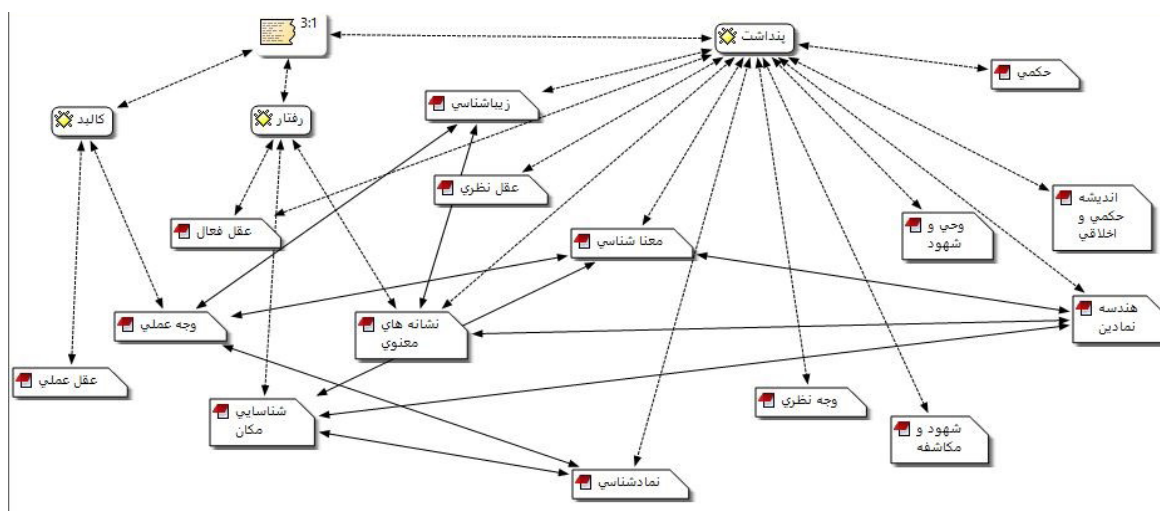 3:1
پنداشت
حكمي
زيباشناسي
كالبد
رفتار
عقل نظري
انديشه
حكمي و
اخلاقي
عقل فعال
وحي و
شهود
معنا شناسي
وجه عملي
نشانه هاي
معنوي
هندسه
نمادين
عقل عملي
شناسايي
مكان
وجه نظري
شهود و
مكاشفه
نمادشناسي